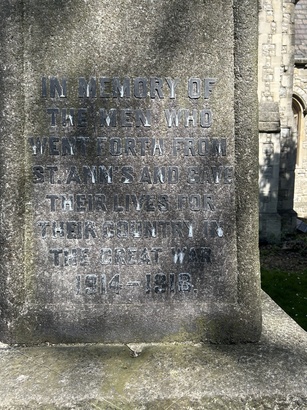 IN MEMORY OF
THE MEN WHO
WENT FORTH FROM
ST. ANN'S AND GAVE
THEIR LIVES FOR
THEIR COUNTRY IN
THE GREAT WAR
1914-1918.